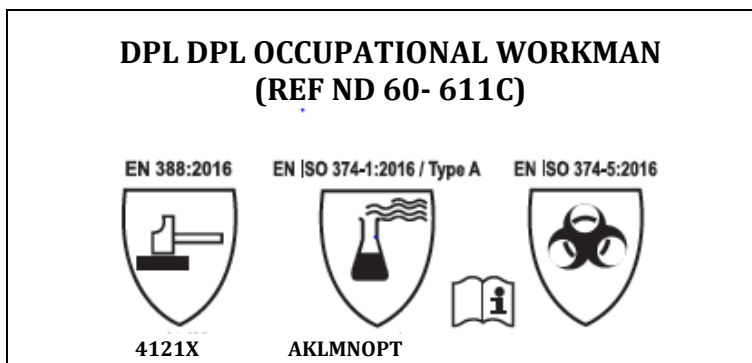 DPL DPL OCCUPATIONAL WORKMAN
(REF ND 60- 611C)
EN 388:2016 EN ISO 374-1:2016 / Type A EN ISO 374-5:2016
i
4121X AKLMNOPT